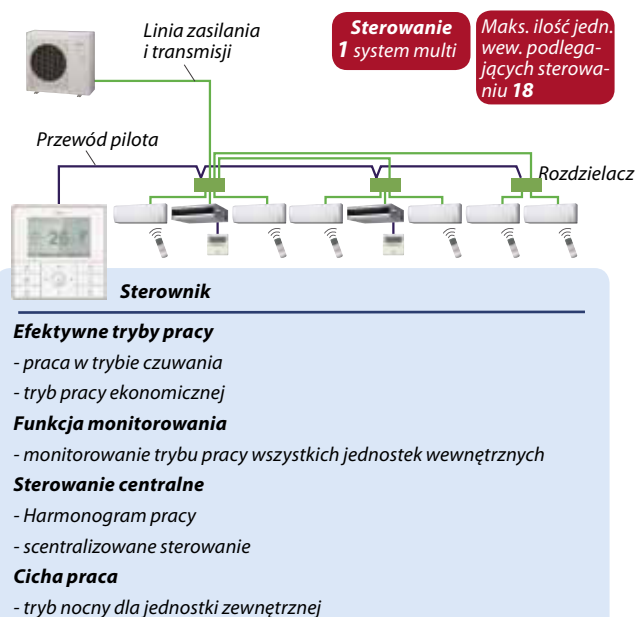 Linia zasilania
i transmisji
Sterowanie
1 system multi
Maks. ilość jedn.
wew. podlega-
jących sterowa-
niu 18
Przewód pilota
Rozdzielacz
Sterownik
Efektywne tryby pracy
- praca w trybie czuwania
- tryb pracy ekonomicznej
Funkcja monitorowania
- monitorowanie trybu pracy wszystkich jednostek wewnętrznych
Sterowanie centralne
- Harmonogram pracy
- scentralizowane sterowanie
Cicha praca
- tryb nocny dla jednostki zewnętrznej